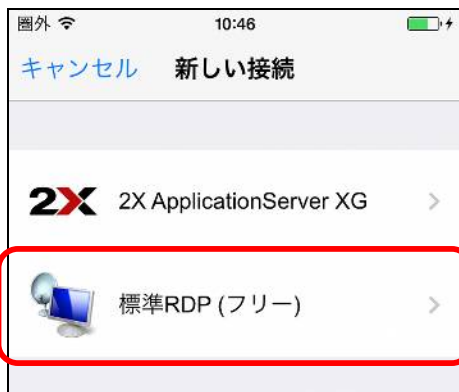 圏外 10:46
キャンセル 新しい接続
2X 2X ApplicationServer XG
標準RDP (フリー)